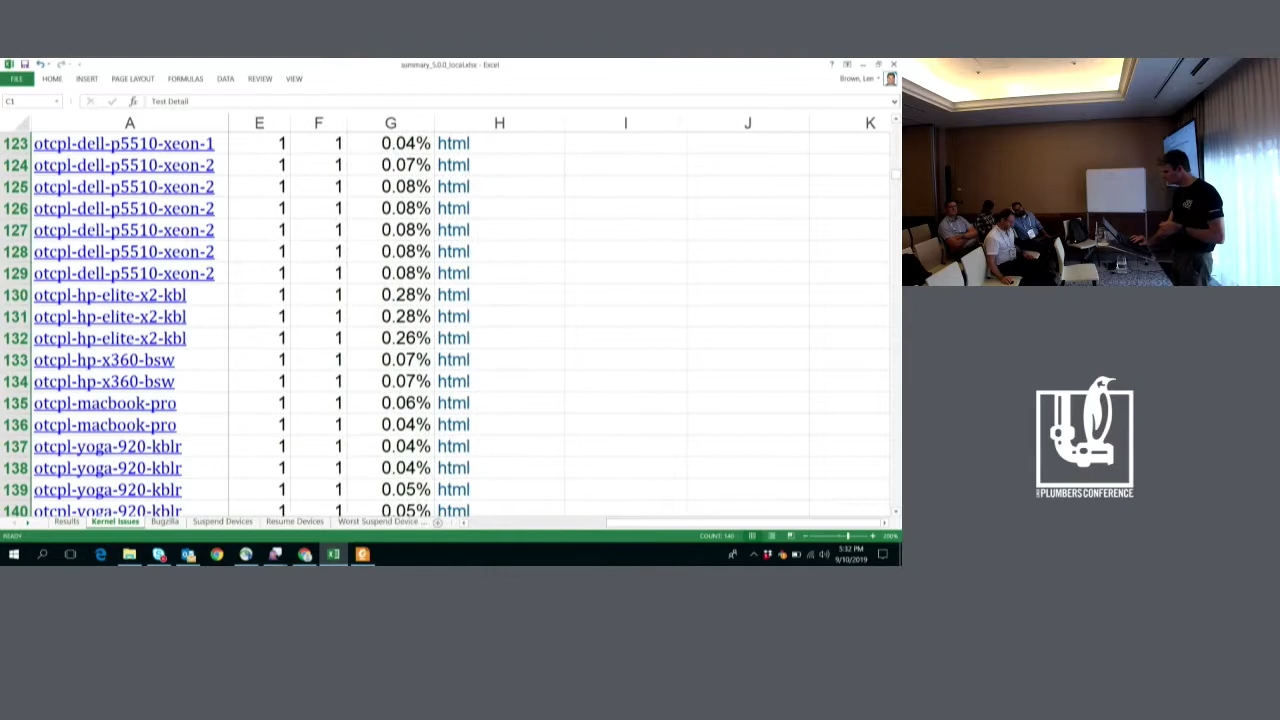 summary_5.0.0_local.xlsx - Excel
FILE HOME INSERT PAGE LAYOUT FORMULAS DATA REVIEW VIEW
Brown, Len
C1 fx Test Detail
A E F G H I J K
123 otcpl-dell-p5510-xeon-1 1 1 0.04% html
124 otcpl-dell-p5510-xeon-2 1 1 0.07% html
125 otcpl-dell-p5510-xeon-2 1 1 0.08% html
126 otcpl-dell-p5510-xeon-2 1 1 0.08% html
127 otcpl-dell-p5510-xeon-2 1 1 0.08% html
128 otcpl-dell-p5510-xeon-2 1 1 0.08% html
129 otcpl-dell-p5510-xeon-2 1 1 0.08% html
130 otcpl-hp-elite-x2-kbl 1 1 0.28% html
131 otcpl-hp-elite-x2-kbl 1 1 0.28% html
132 otcpl-hp-elite-x2-kbl 1 1 0.26% html
133 otcpl-hp-x360-bsw 1 1 0.07% html
134 otcpl-hp-x360-bsw 1 1 0.07% html
135 otcpl-macbook-pro 1 1 0.06% html
136 otcpl-macbook-pro 1 1 0.04% html
137 otcpl-yoga-920-kblr 1 1 0.04% html
138 otcpl-yoga-920-kblr 1 1 0.04% html
139 otcpl-yoga-920-kblr 1 1 0.05% html
140 otcpl-yoga-920-kblr 1 1 0.05% html
Results Kernel Issues Bugzilla Suspend Devices Resume Devices Worst Suspend Device ...
READY COUNT: 140 200%
5:32 PM
9/10/2019
PLUMBERS CONFERENCE